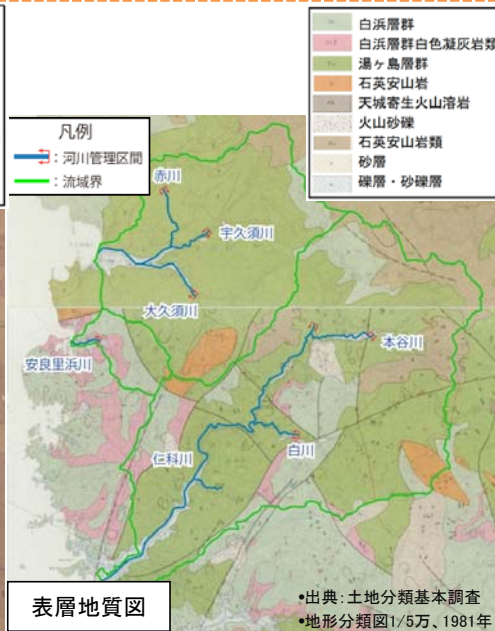 白浜層群
白浜層群白色凝灰岩類
湯ヶ島層群
石英安山岩
天城寄生火山溶岩
火山砂礫
石英安山岩類
砂層
礫層・砂礫層
凡例
:河川管理区間
:流域界
赤川
宇久須川
大久須川
安良里浜川
本谷川
仁科川
白川
表層地質図
•出典:土地分類基本調査
•地形分類図1/5万、1981年